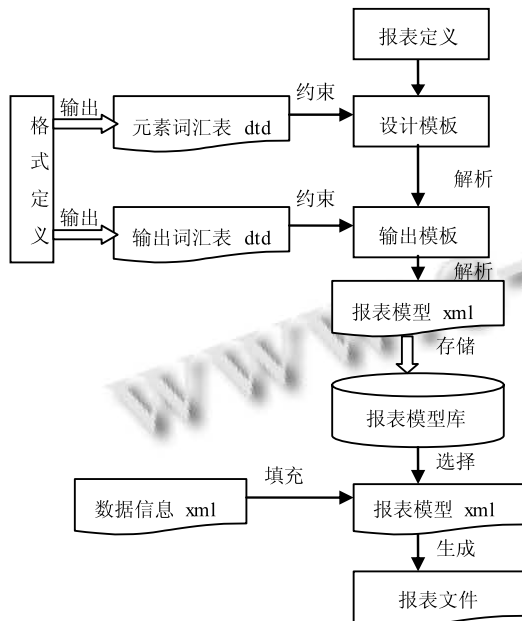 报表定义
输出
元素词汇表 dtd
约束
设计模板
格式定义
解析
输出
输出词汇表 dtd
约束
输出模板
解析
报表模型 xml
存储
报表模型库
选择
数据信息 xml
填充
报表模型 xml
生成
报表文件
www